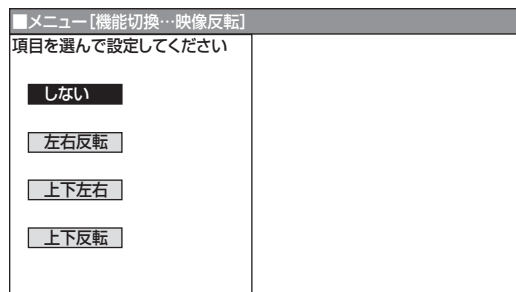 ■メニュー[機能切換…映像反転]
項目を選んで設定してください
しない
左右反転
上下左右
上下反転